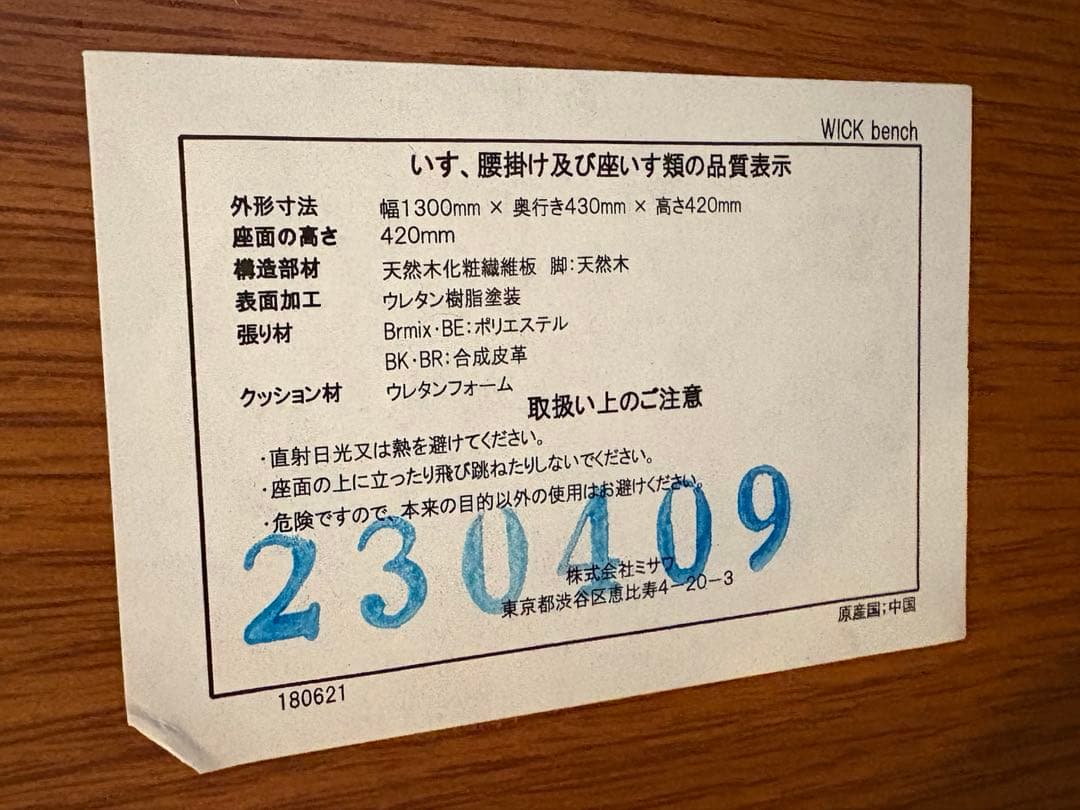 WICK bench
いす、腰掛け及び座いす類の品質表示
外形寸法 幅1300mm × 奥行き430mm × 高さ420mm
座面の高さ 420mm
構造部材 天然木化粧繊維板 脚:天然木
表面加工 ウレタン樹脂塗装
張り材 Brmix・BE:ポリエステル
BK・BR:合成皮革
クッション材 ウレタンフォーム
取扱い上のご注意
・直射日光又は熱を避けてください。
・座面の上に立ったり飛び跳ねたりしないでください。
・危険ですので、本来の目的以外の使用はお避けください。
230409
株式会社ミサワ
東京都渋谷区恵比寿4-20-3
原産国;中国
180621